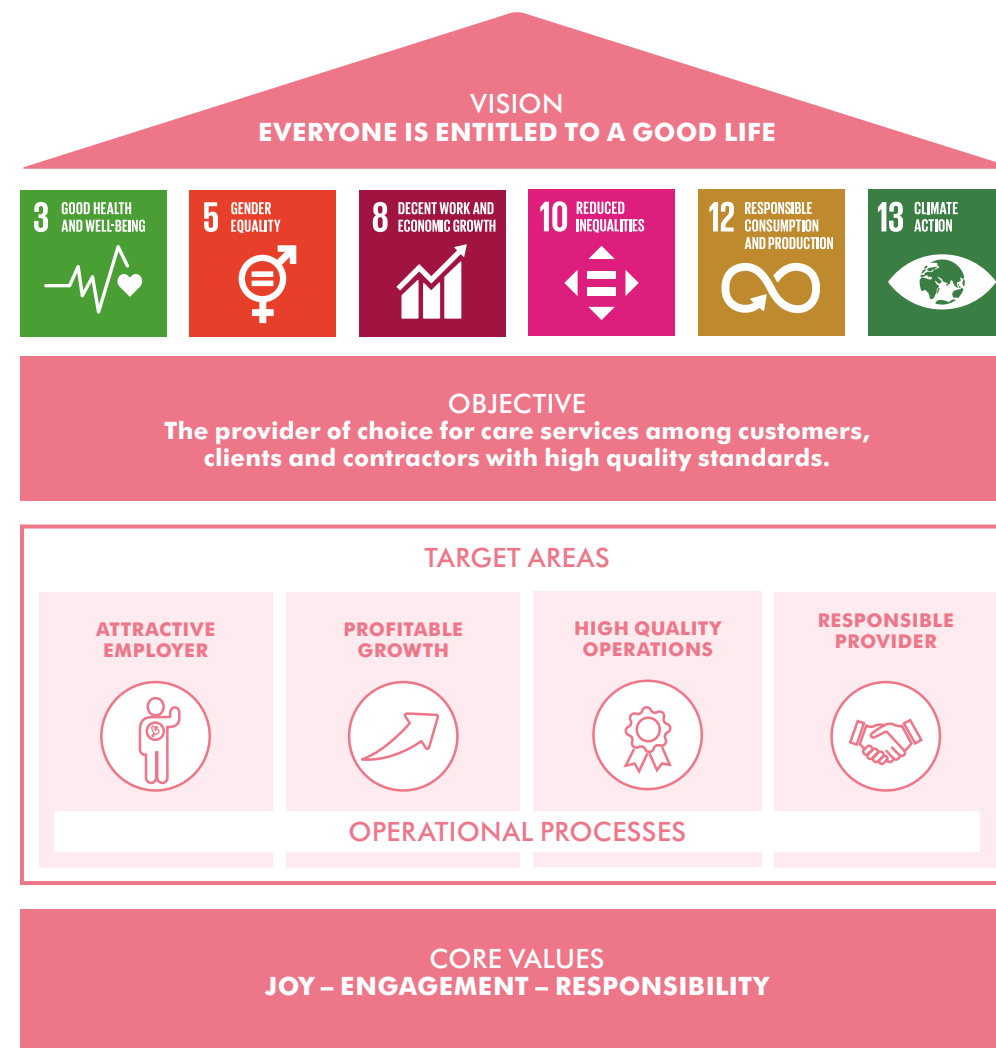 VISION
EVERYONE IS ENTITLED TO A GOOD LIFE
3 GOOD HEALTH
AND WELL-BEING
5 GENDER
EQUALITY
8 DECENT WORK AND
ECONOMIC GROWTH
10 REDUCED
INEQUALITIES
12 RESPONSIBLE
CONSUMPTION
AND PRODUCTION
13 CLIMATE
ACTION
OBJECTIVE
The provider of choice for care services among customers,
clients and contractors with high quality standards.
TARGET AREAS
ATTRACTIVE
EMPLOYER
PROFITABLE
GROWTH
HIGH QUALITY
OPERATIONS
RESPONSIBLE
PROVIDER
OPERATIONAL PROCESSES
CORE VALUES
JOY – ENGAGEMENT – RESPONSIBILITY